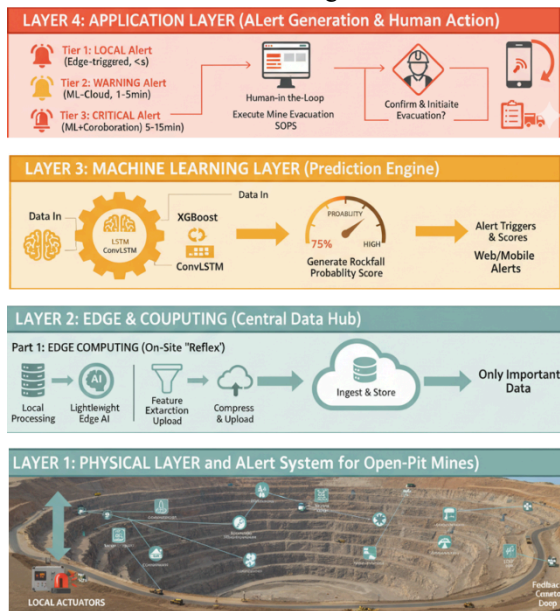 LAYER 4: APPLICATION LAYER (ALert Generation & Human Action)
Tier 1: LOCAL Alert
(Edge-triggered, <s)
Tier 2: WARNING Alert
(ML-Cloud, 1-5min)
Tier 3: CRITICAL Alert
(ML+Coroboration) 5-15min)
Human-in the-Loop
Execute Mine Evacuation
SOPS
Confirm & Initiaite
Evacuation?
LAYER 3: MACHINE LEARNING LAYER (Prediction Engine)
Data In
Data In
LSTM
ConvLSTM
XGBoost
ConvLSTM
PROABILITY
75%
HIGH
Generate Rockfall
Probablity Score
Alert Triggers
& Scores
Web/Mobile
Alerts
LAYER 2: EDGE & COUPUTING (Central Data Hub)
Part 1: EDGE COMPUTING (On-Site "Reflex')
Local
Processing
AI
Lightlewight
Edge AI
Feature
Extarction
Upload
Compress
& Upload
Ingest & Store
Only Important
Data
LAYER 1: PHYSICAL LAYER and ALert System for Open-Pit Mines)
LOCAL ACTUATORS